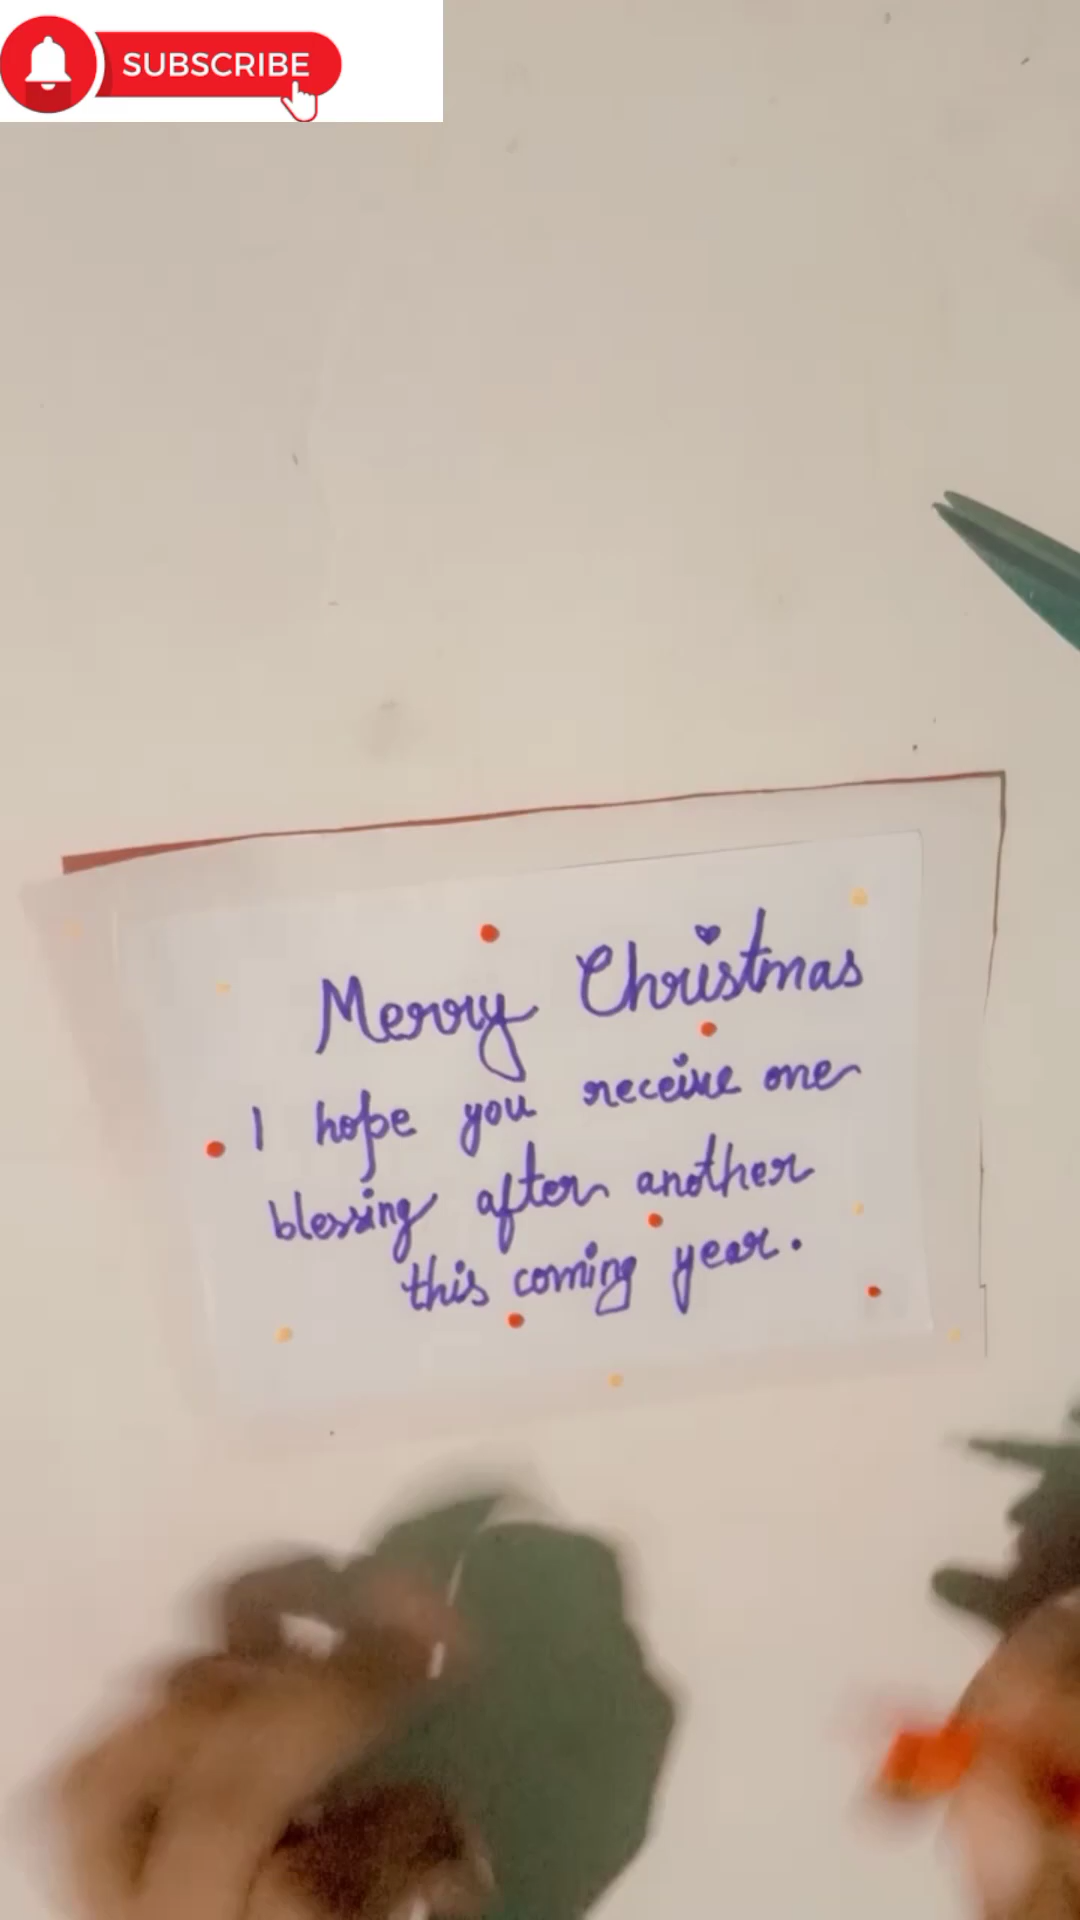 SUBSCRIBE
Merry Christmas
I hope you receive one
blessing after another
this coming year.